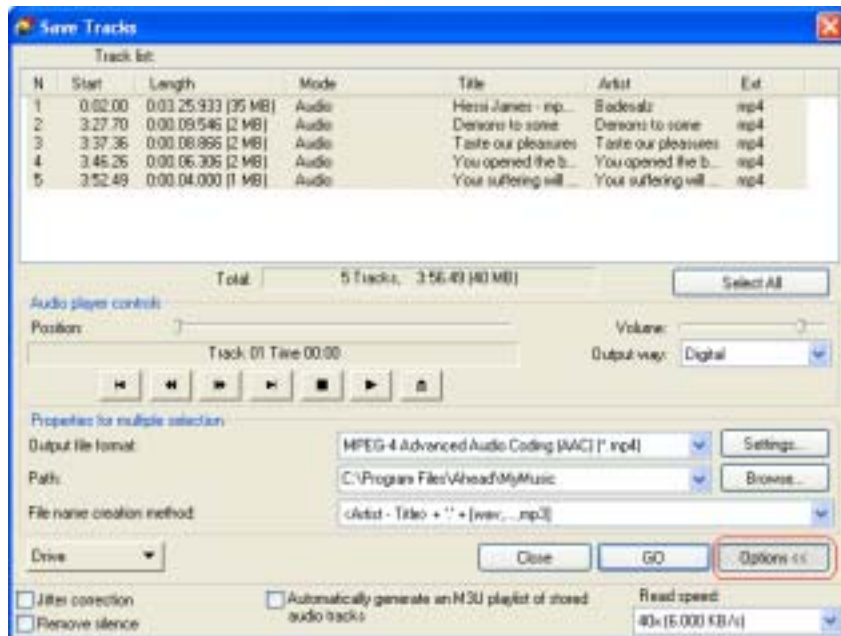 Save Tracks
Track list:
N Start Length Mode Title Artist Ext
1 0.02.00 0:03.25.933 [35 MB] Audio Hessi James - mp... Badesalz mp4
2 3.27.70 0:00.09.546 [2 MB] Audio Demons to some Demons to some mp4
3 3.37.36 0:00.08.866 [2 MB] Audio Taste our pleasures Taste our pleasures mp4
4 3.46.26 0:00.06.306 [2 MB] Audio You opened the b... You opened the b... mp4
5 3.52.49 0:00.04.000 [1 MB] Audio Your suffering will ... Your suffering will ... mp4
Total: 5 Tracks, 3:56.49 [40 MB] Select All
Audio player controls
Position: Volume:
Track 01 Time 00:00 Output way: Digital
Properties for multiple selection
Output file format: MPEG-4 Advanced Audio Coding (AAC) (*.mp4) Settings...
Path: C:\Program Files\Ahead\MyMusic Browse...
File name creation method: <Artist - Title> + '.' + [wav,...,mp3]
Drive Close GO Options <<
Jitter correction Automatically generate an M3U playlist of stored audio tracks Read speed:
Remove silence 40x (6.000 KB/s)